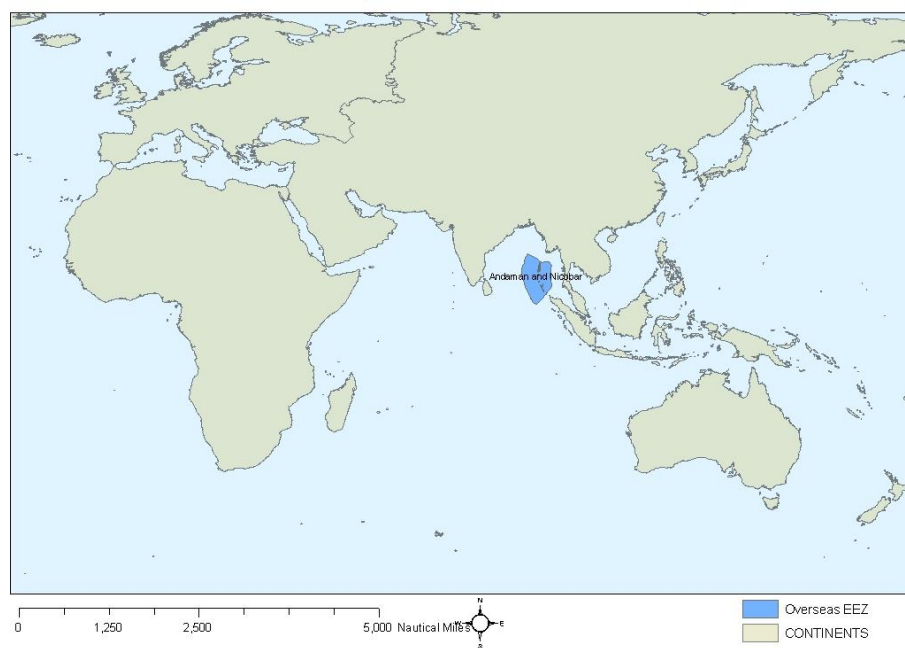 Andaman and Nicobar
N
W E
S
0 1,250 2,500 5,000 Nautical Miles
Overseas EEZ
CONTINENTS